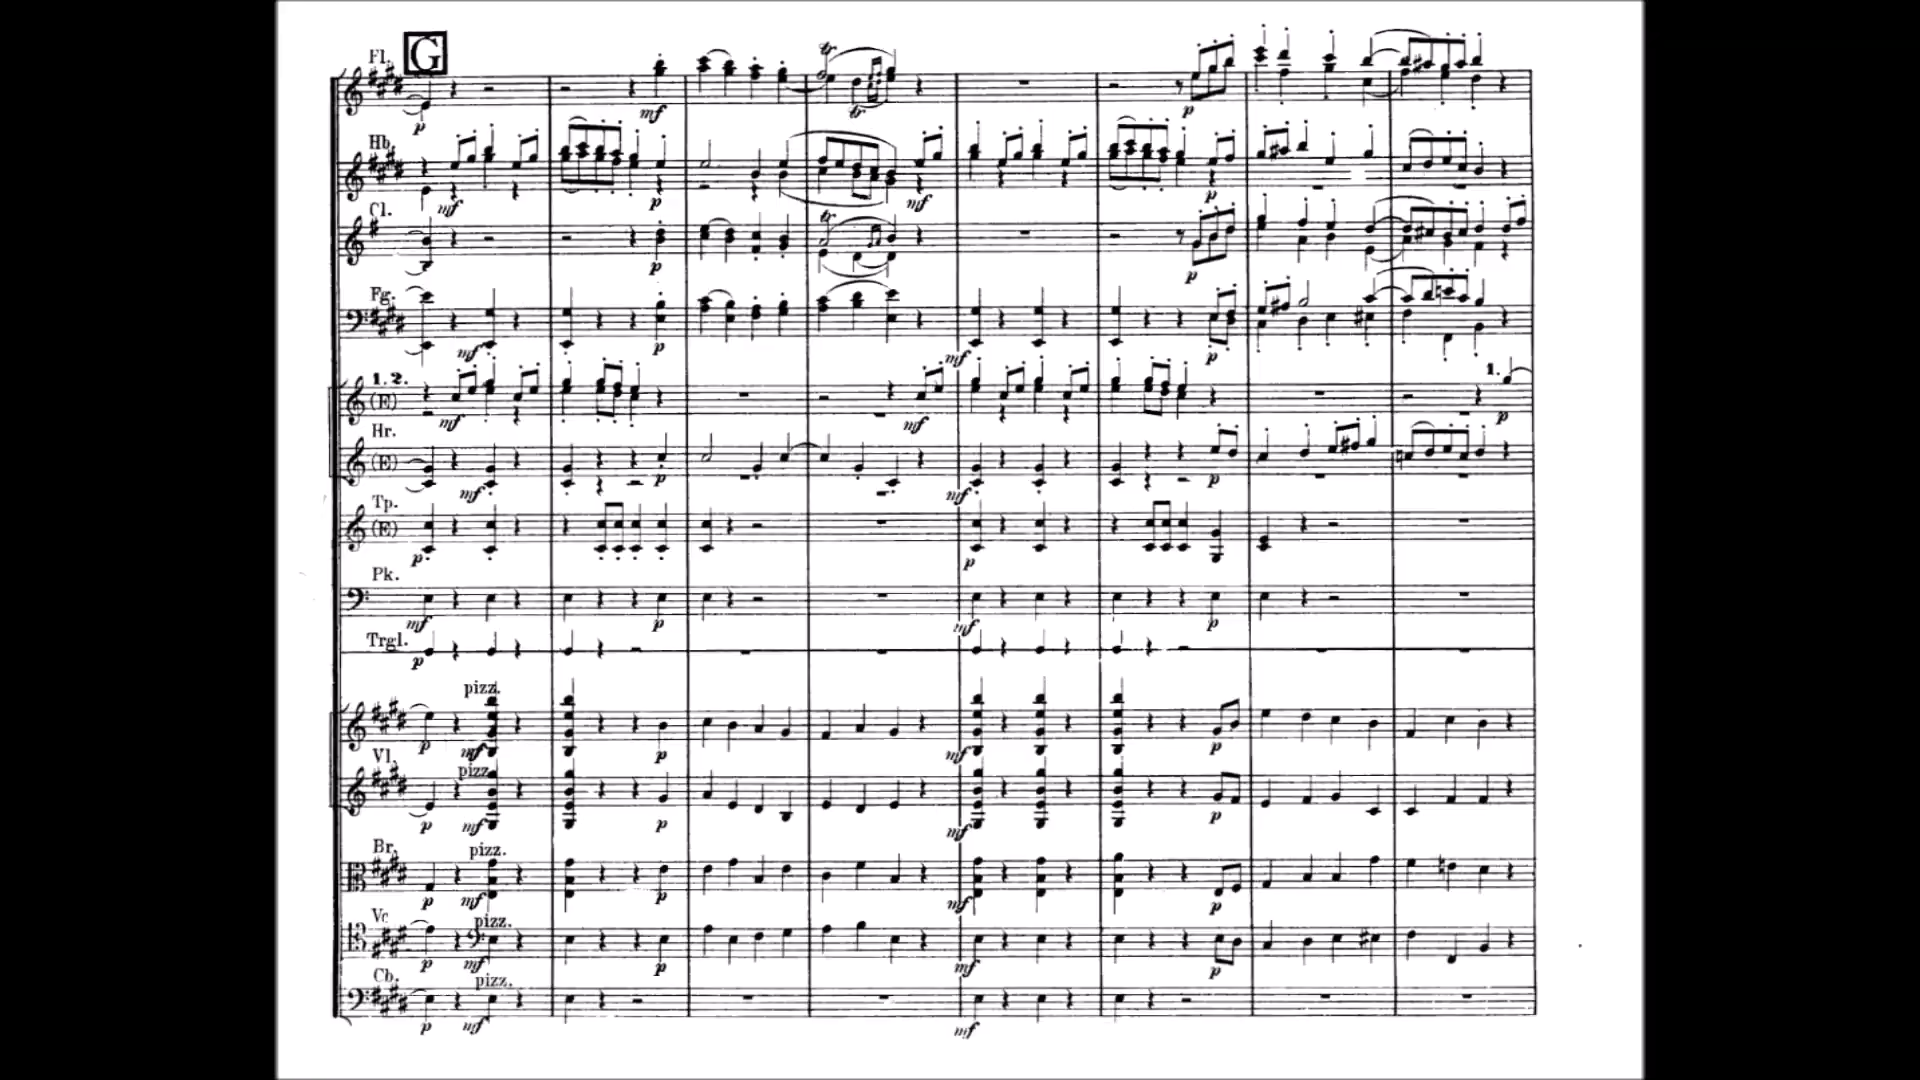 G
Fl.
p mf tr tr p
Hb.
mf p mf p
Cl.
tr p p
Fg.
mf p mf p
1. 2.
(E)
mf mf 1. p
Hr.
(E)
mf p mf p
Tp.
(E)
p p
Pk.
mf p mf p
Trgl.
p
pizz.
p mf p mf p
Vl.
pizz.
p mf p mf p
Br.
pizz.
p mf p mf p
Vc
pizz.
p mf p mf p
Cb.
pizz.
p mf mf